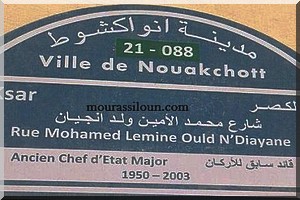 مدينة انواكشوط
21 - 088
Ville de Nouakchott
sar لكصر
mourassiloun.com
شارع محمد الأمين ولد انجيان
Rue Mohamed Lemine Ould N'Diayane
Ancien Chef d'Etat Major قائد سابق للأركان
1950 – 2003